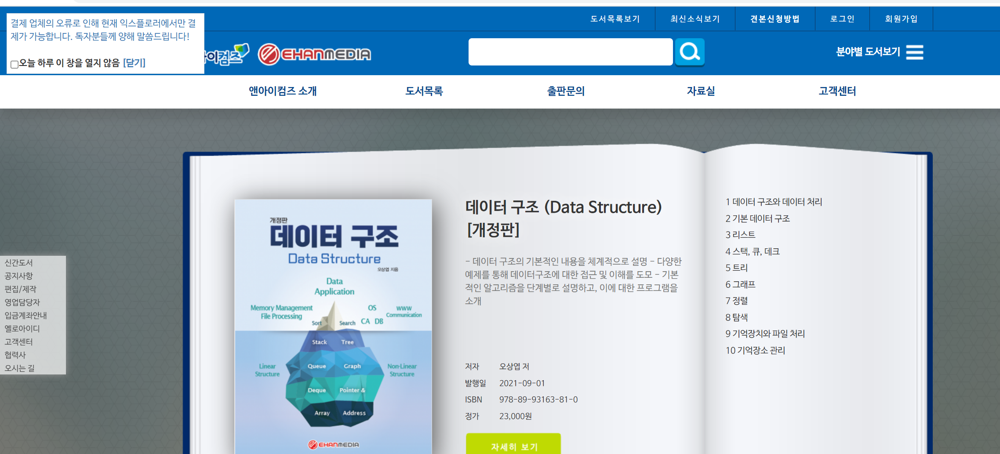 결제 업체의 오류로 인해 현재 익스플로러에서만 결
제가 가능합니다. 독자분들께 양해 말씀드립니다!
오늘 하루 이 창을 열지 않음 [닫기]
도서목록보기
최신소식보기
견본신청방법
로그인
회원가입
아이컴즈
EHANMEDIA
분야별 도서보기
앤아이컴즈 소개
도서목록
출판문의
자료실
고객센터
신간도서
공지사항
편집/제작
영업담당자
입금계좌안내
옐로아이디
고객센터
협력사
오시는 길
개정판
데이터 구조
Data Structure
오상엽 지음
Data
Application
Memory Management
File Processing
OS
www
Communication
Sort
Search
CA DB
Stack
Tree
Linear
Structure
Queue
Graph
Non-Linear
Structure
Deque
Pointer &
Array
Address
EHANMEDIA
데이터 구조 (Data Structure)
[개정판]
- 데이터 구조의 기본적인 내용을 체계적으로 설명 - 다양한
예제를 통해 데이터구조에 대한 접근 및 이해를 도모 - 기본
적인 알고리즘을 단계별로 설명하고, 이에 대한 프로그램을
소개
저자 오상엽 저
발행일 2021-09-01
ISBN 978-89-93163-81-0
정가 23,000원
자세히 보기
1 데이터 구조와 데이터 처리
2 기본 데이터 구조
3 리스트
4 스택, 큐, 데크
5 트리
6 그래프
7 정렬
8 탐색
9 기억장치와 파일 처리
10 기억장소 관리